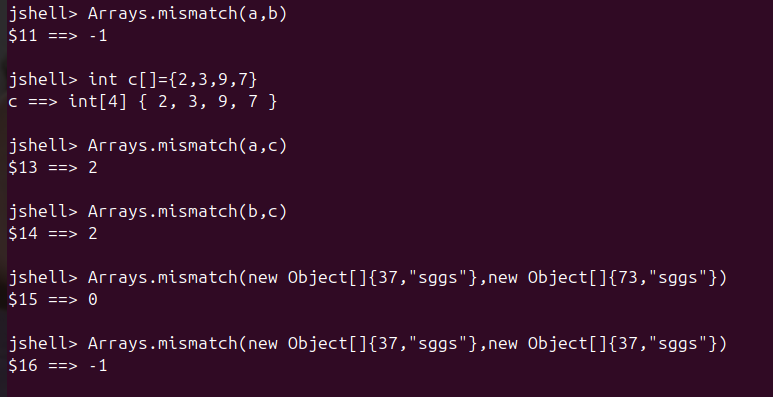 jshell> Arrays.mismatch(a,b)
$11 ==> -1
jshell> int c[]={2,3,9,7}
c ==> int[4] { 2, 3, 9, 7 }
jshell> Arrays.mismatch(a,c)
$13 ==> 2
jshell> Arrays.mismatch(b,c)
$14 ==> 2
jshell> Arrays.mismatch(new Object[]{37,"sggs"},new Object[]{73,"sggs"})
$15 ==> 0
jshell> Arrays.mismatch(new Object[]{37,"sggs"},new Object[]{37,"sggs"})
$16 ==> -1